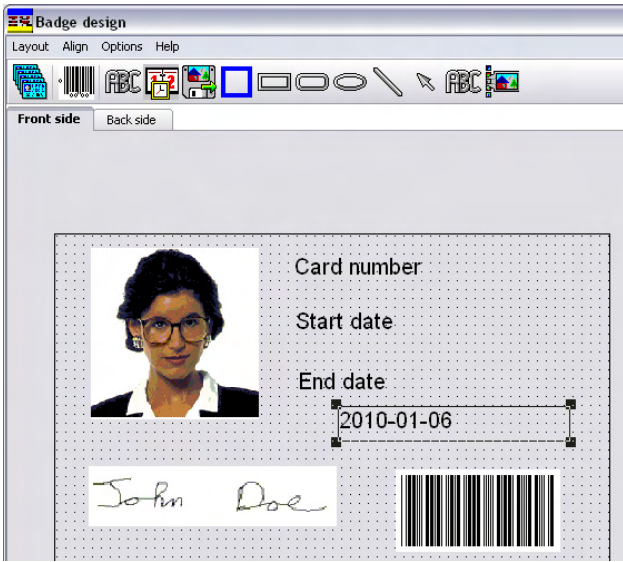 Badge design
Layout Align Options Help
ABC ABC
Front side Back side
Card number
Start date
End date
2010-01-06
John Doe